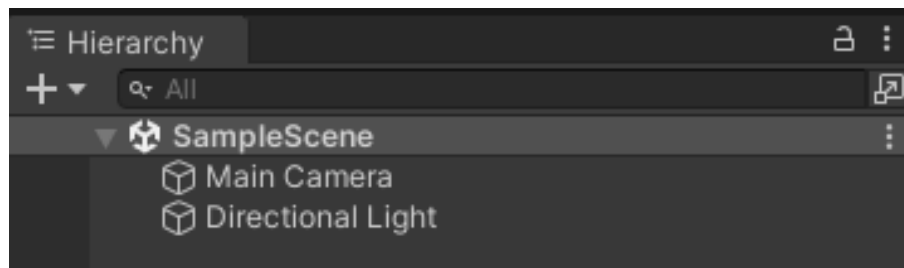 Hierarchy
All
SampleScene
Main Camera
Directional Light